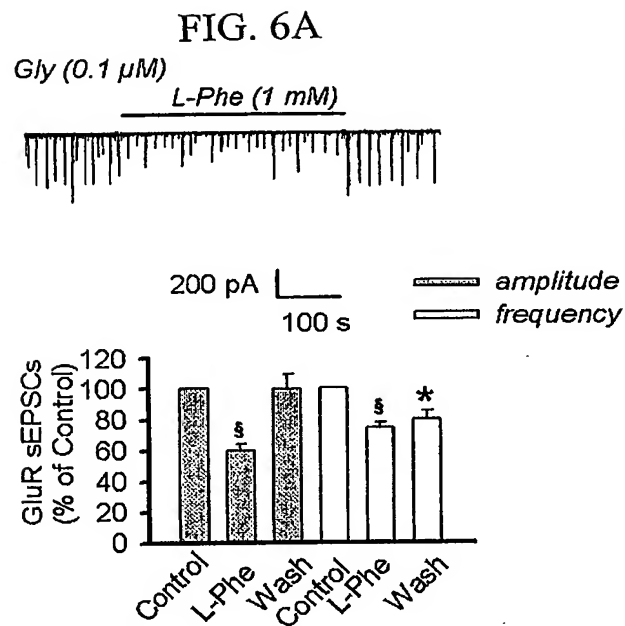 FIG. 6A
Gly (0.1 µM)
L-Phe (1 mM)
200 pA
100 s
amplitude
frequency
GluR sEPSCs
(% of Control)
120
100
80
60
40
20
0
§
§
*
Control
L-Phe
Wash
Control
L-Phe
Wash